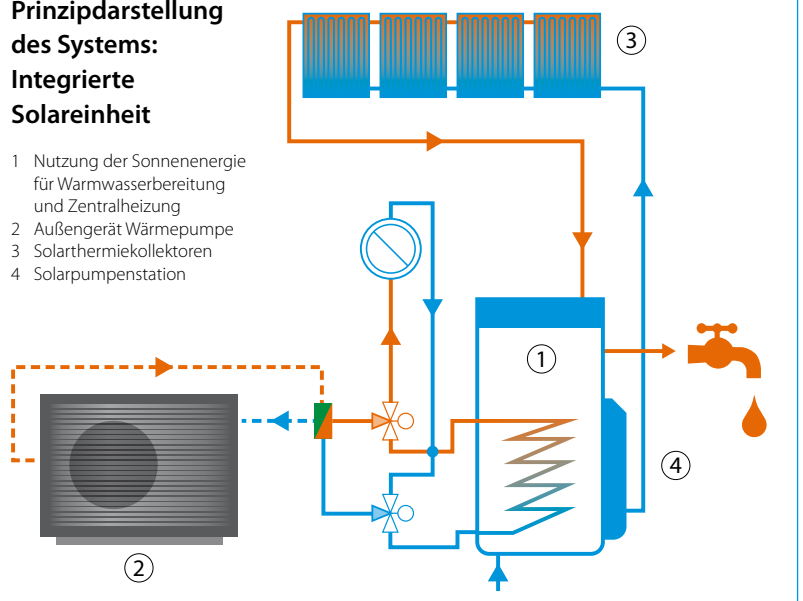 Prinzipdarstellung
des Systems:
Integrierte
Solareinheit
1 Nutzung der Sonnenenergie
für Warmwasserbereitung
und Zentralheizung
2 Außengerät Wärmepumpe
3 Solarthermiekollektoren
4 Solarpumpenstation
3
1
4
2